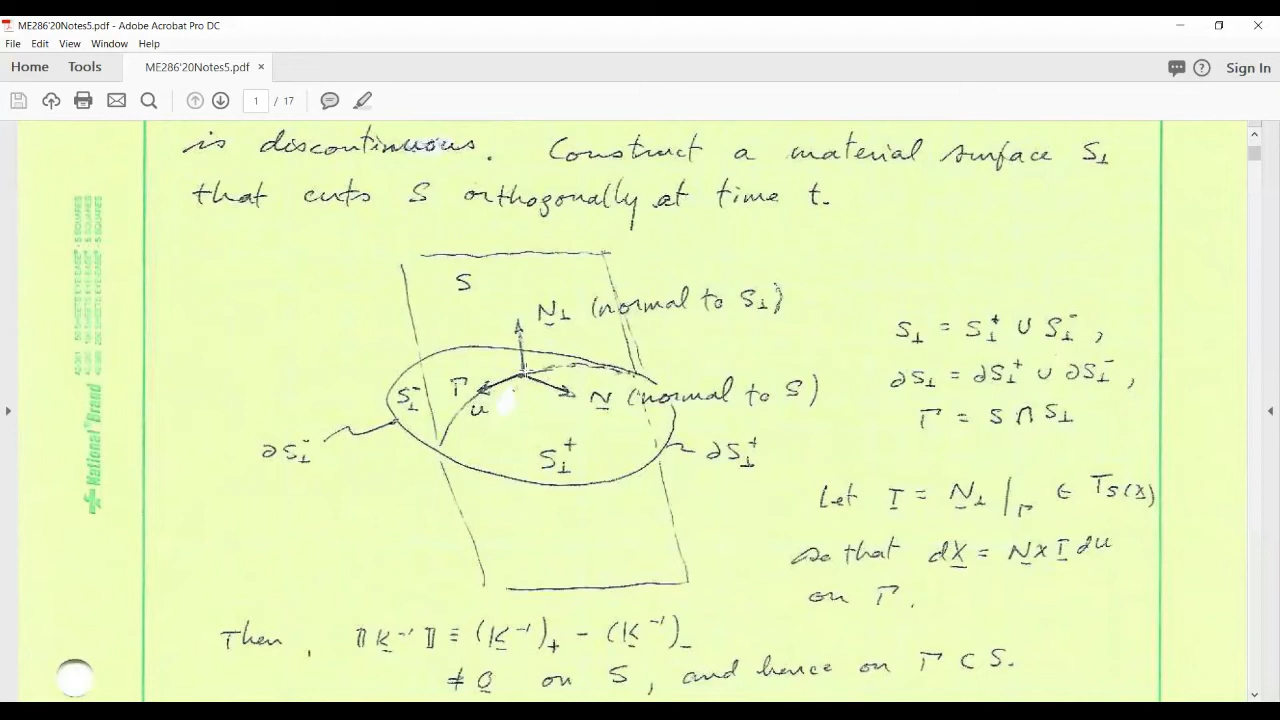 ME286'20Notes5.pdf - Adobe Acrobat Pro DC
File Edit View Window Help
Home Tools ME286'20Notes5.pdf × Sign In
1 / 17
is discontinuous. Construct a material surface S⊥
that cuts S orthogonally at time t.
S
N⊥ (normal to S⊥)
S⊥ = S⊥⁺ ∪ S⊥⁻,
∂S⊥ = ∂S⊥⁺ ∪ ∂S⊥⁻,
Γ = S ∩ S⊥
S⊥⁻ Γ u N (normal to S)
∂S⊥⁻ S⊥⁺ ∂S⊥⁺
Let T = N⊥|Γ ∈ Ts(x)
so that dX = N×T du
on Γ.
Then, ⟦K⁻¹⟧ ≡ (K⁻¹)₊ - (K⁻¹)₋
≠ 0 on S, and hence on Γ ⊂ S.
National® Brand